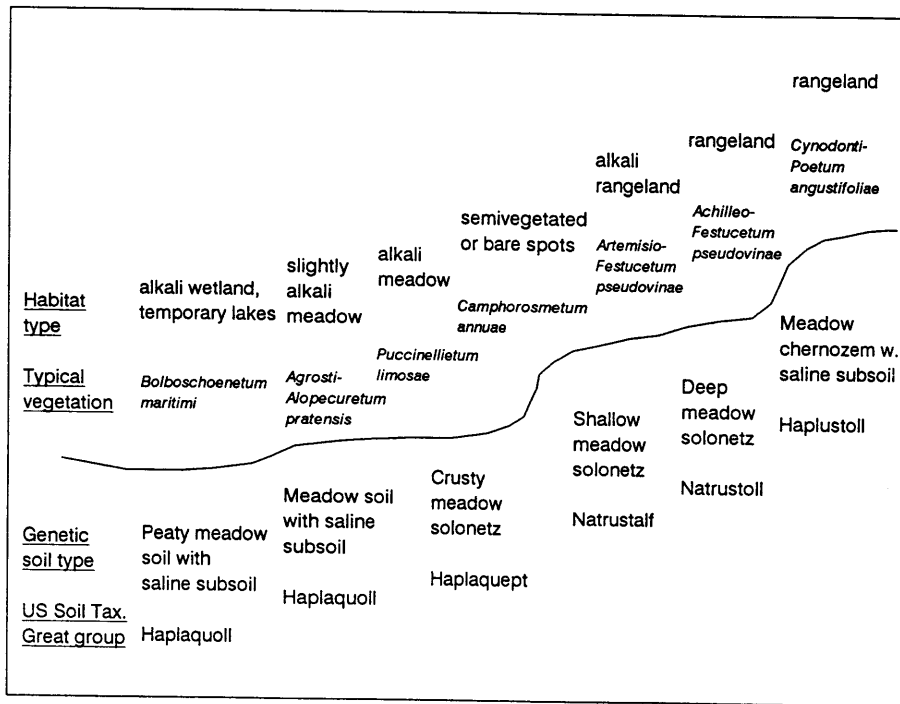 rangeland
Cynodonti-
Poetum
angustifoliae
rangeland
Achilleo-
Festucetum
pseudovinae
alkali
rangeland
Artemisio-
Festucetum
pseudovinae
semivegetated
or bare spots
Camphorosmetum
annuae
alkali
meadow
Puccinellietum
limosae
slightly
alkali
meadow
Agrosti-
Alopecuretum
pratensis
alkali wetland,
temporary lakes
Bolboschoenetum
maritimi
Habitat
type
Typical
vegetation
Genetic
soil type
US Soil Tax.
Great group
Peaty meadow
soil with
saline subsoil
Haplaquoll
Meadow soil
with saline
subsoil
Haplaquoll
Crusty
meadow
solonetz
Haplaquept
Shallow
meadow
solonetz
Natrustalf
Deep
meadow
solonetz
Natrustoll
Meadow
chernozem w.
saline subsoil
Haplustoll